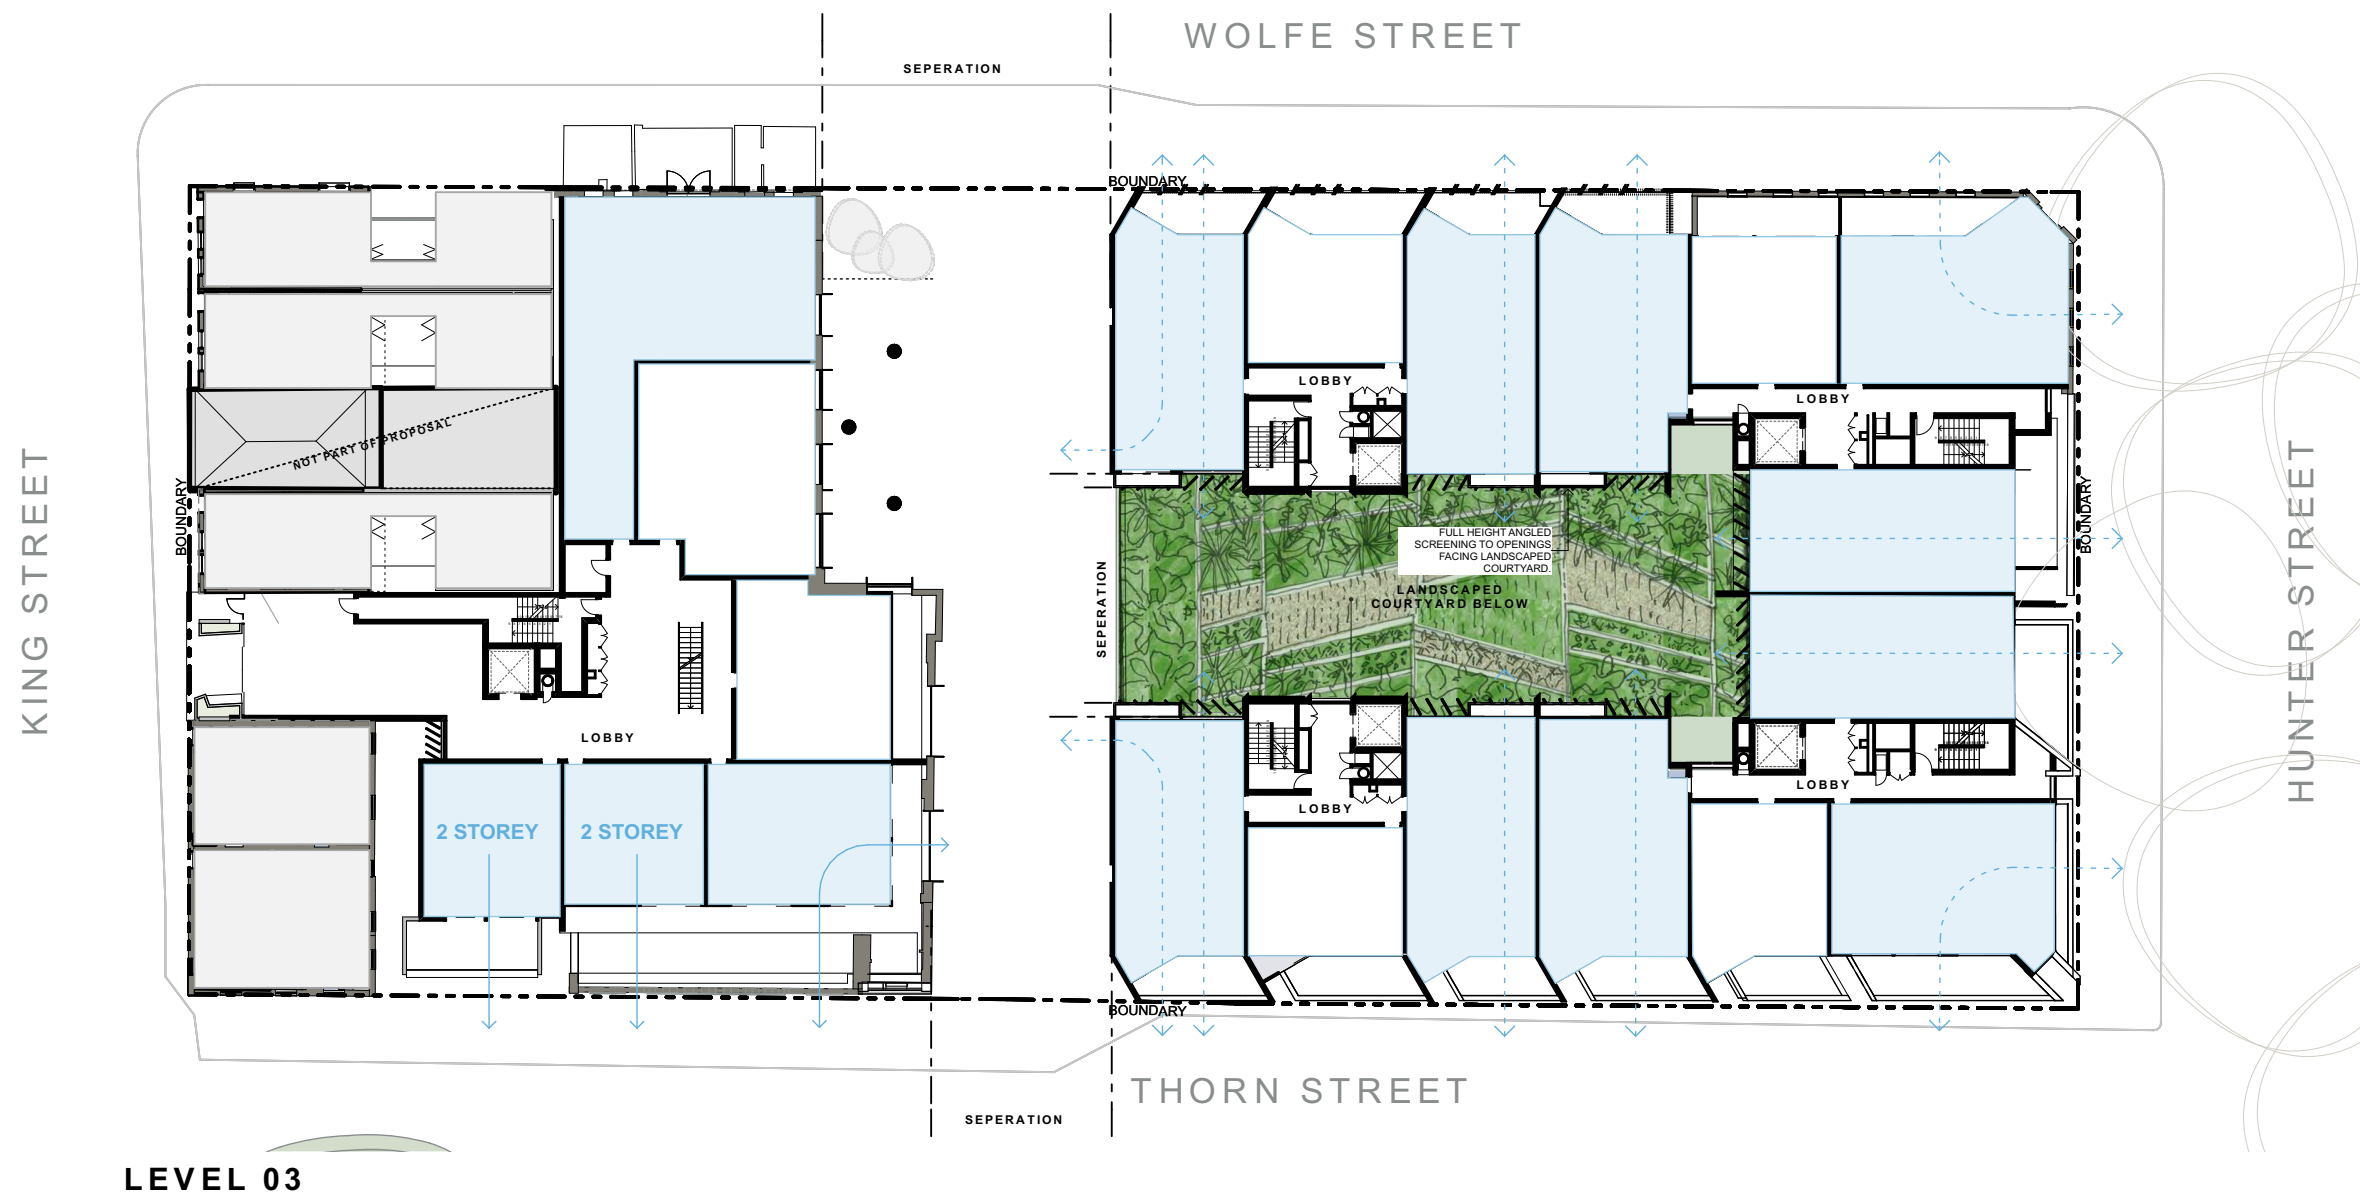 WOLFE STREET
SEPERATION
BOUNDARY
LOBBY
LOBBY
NOT PART OF PROPOSAL
KING STREET
BOUNDARY
SEPERATION
FULL HEIGHT ANGLED
SCREENING TO OPENINGS
FACING LANDSCAPED
COURTYARD.
LANDSCAPED
COURTYARD BELOW
BOUNDARY
HUNTER STREET
LOBBY
LOBBY
LOBBY
2 STOREY
2 STOREY
BOUNDARY
THORN STREET
SEPERATION
LEVEL 03